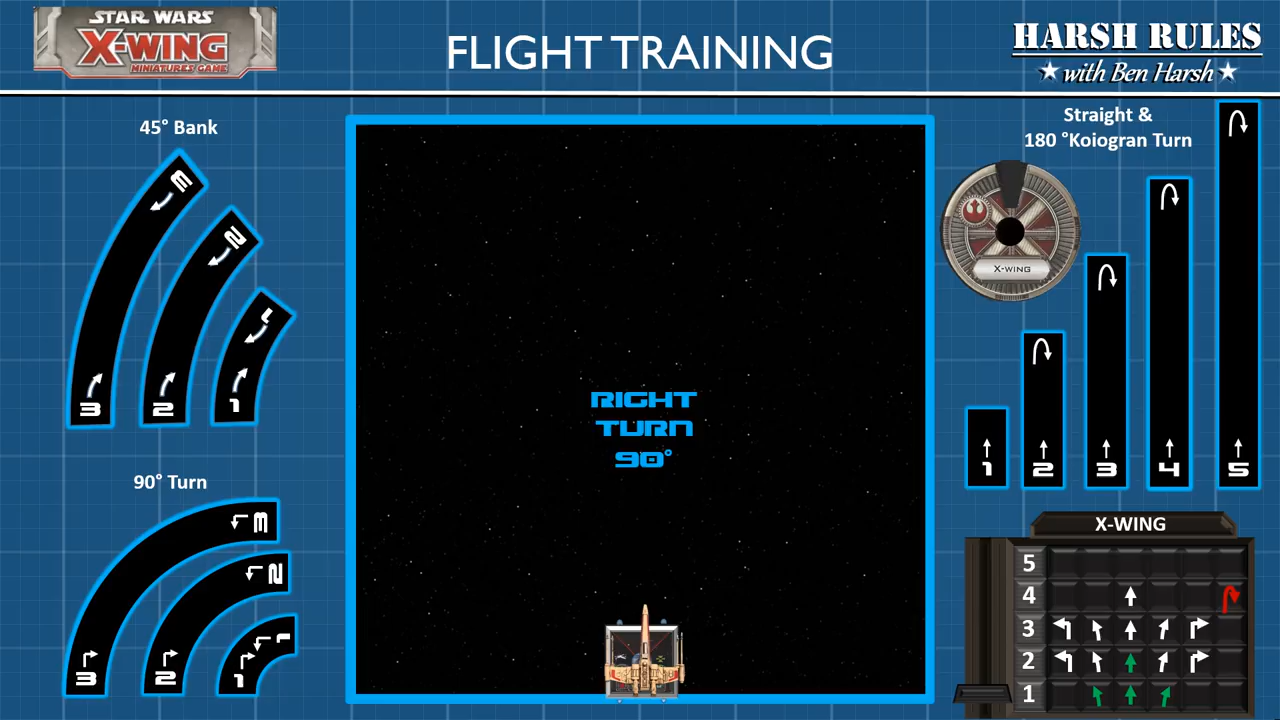 STAR WARS
X-WING
MINIATURES GAME
FLIGHT TRAINING
HARSH RULES
with Ben Harsh
45° Bank
3
3
2
2
1
1
90° Turn
3
3
2
2
1
1
RIGHT
TURN
90°
Straight &
180 °Koiogran Turn
X-WING
1
2
3
4
5
X-WING
5
4
3
2
1